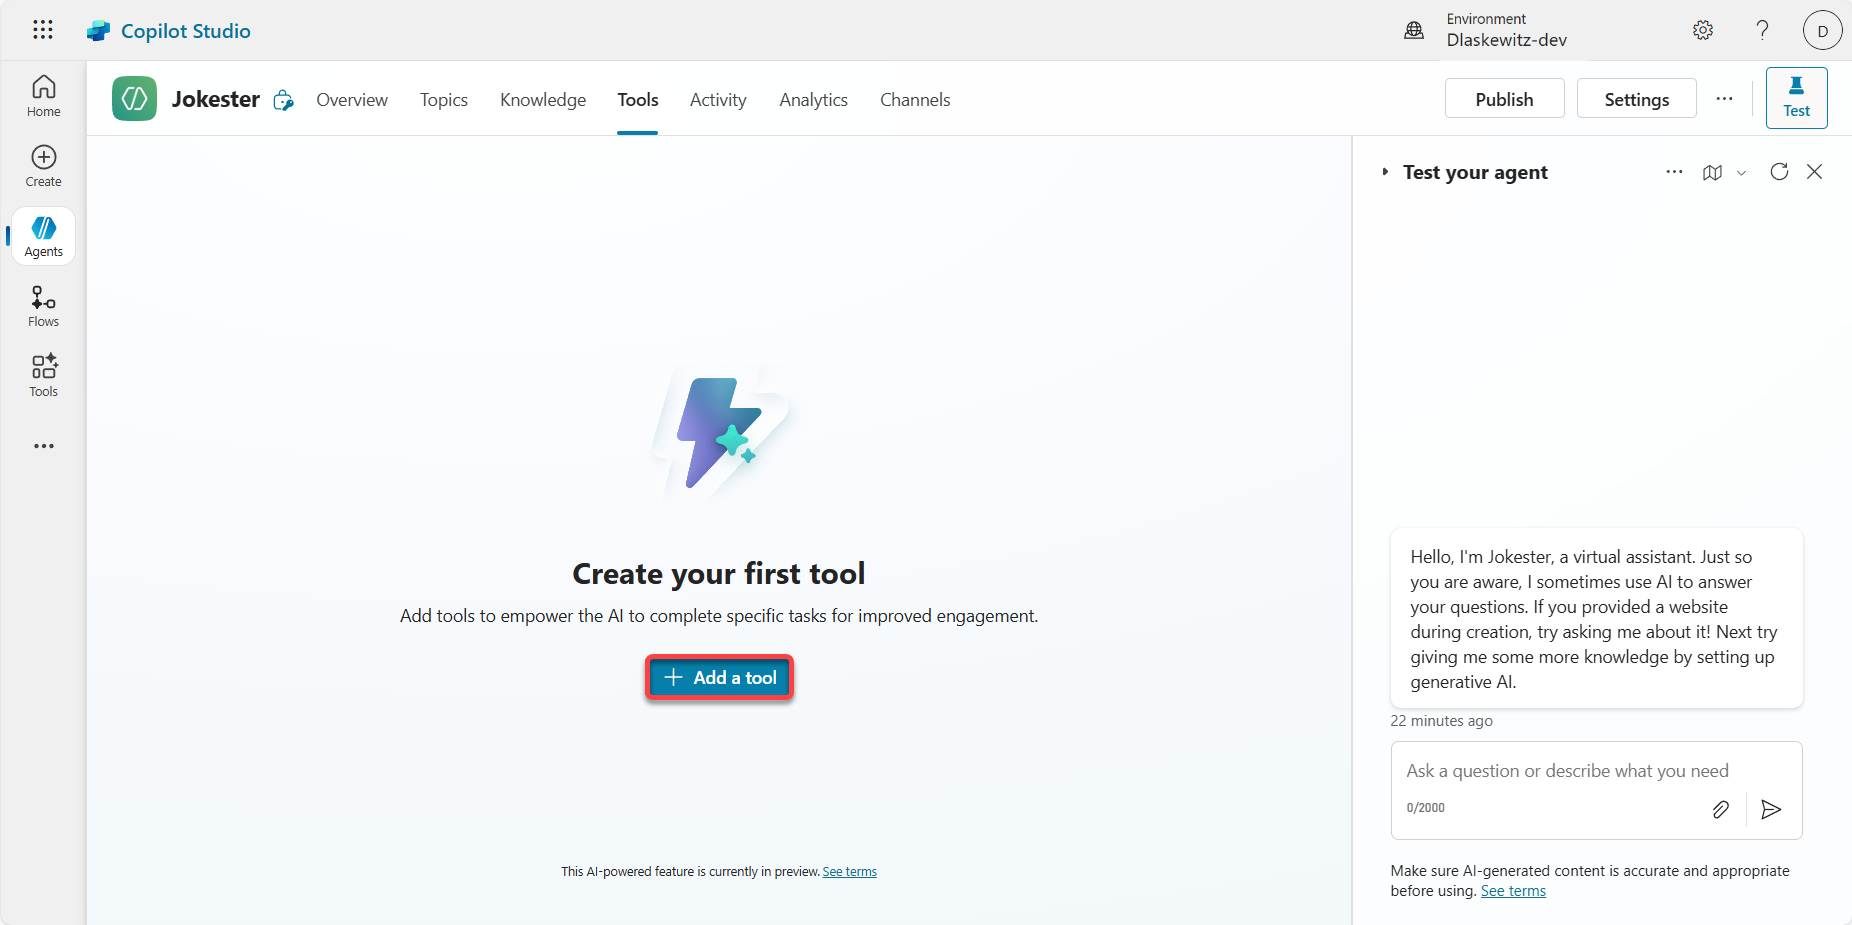 Copilot Studio
Environment
Dlaskewitz-dev
D
Home
Create
Agents
Flows
Tools
Jokester
Overview
Topics
Knowledge
Tools
Activity
Analytics
Channels
Publish
Settings
Test
Create your first tool
Add tools to empower the AI to complete specific tasks for improved engagement.
Add a tool
This AI-powered feature is currently in preview. See terms
Test your agent
Hello, I'm Jokester, a virtual assistant. Just so
you are aware, I sometimes use AI to answer
your questions. If you provided a website
during creation, try asking me about it! Next try
giving me some more knowledge by setting up
generative AI.
22 minutes ago
Ask a question or describe what you need
0/2000
Make sure AI-generated content is accurate and appropriate
before using. See terms